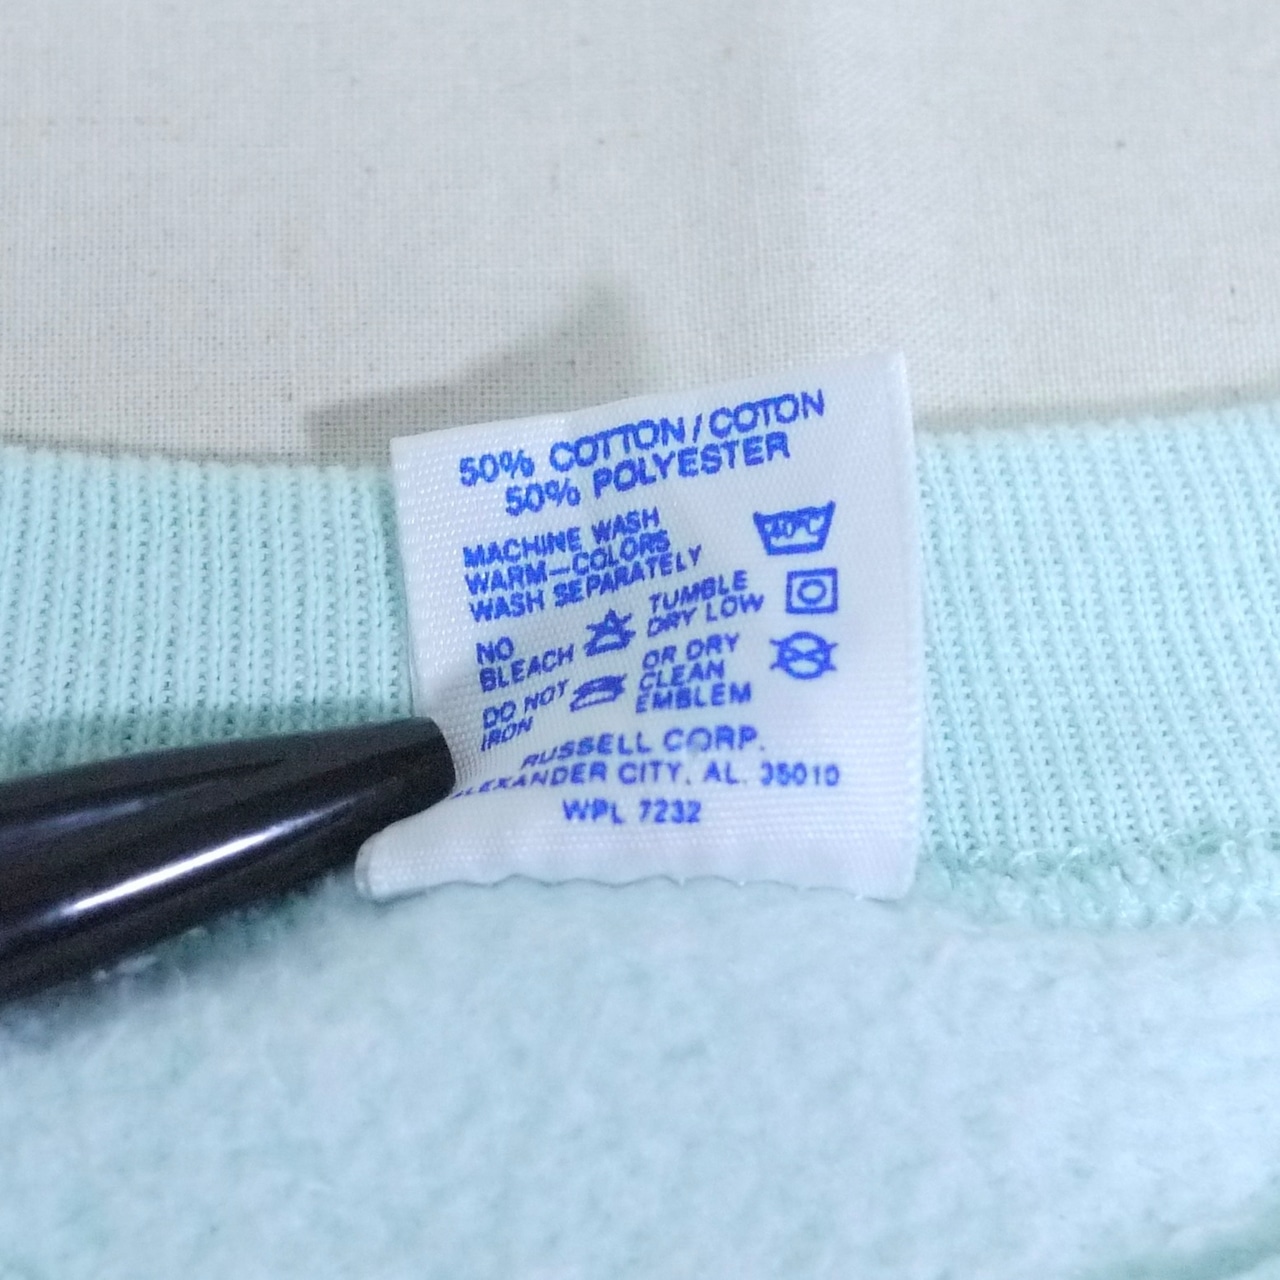 50% COTTON / COTON
50% POLYESTER
MACHINE WASH
WARM—COLORS
WASH SEPARATELY
40°C
NO
BLEACH
TUMBLE
DRY LOW
DO NOT
IRON
OR DRY
CLEAN
EMBLEM
RUSSELL CORP.
ALEXANDER CITY, AL. 35010
WPL 7232